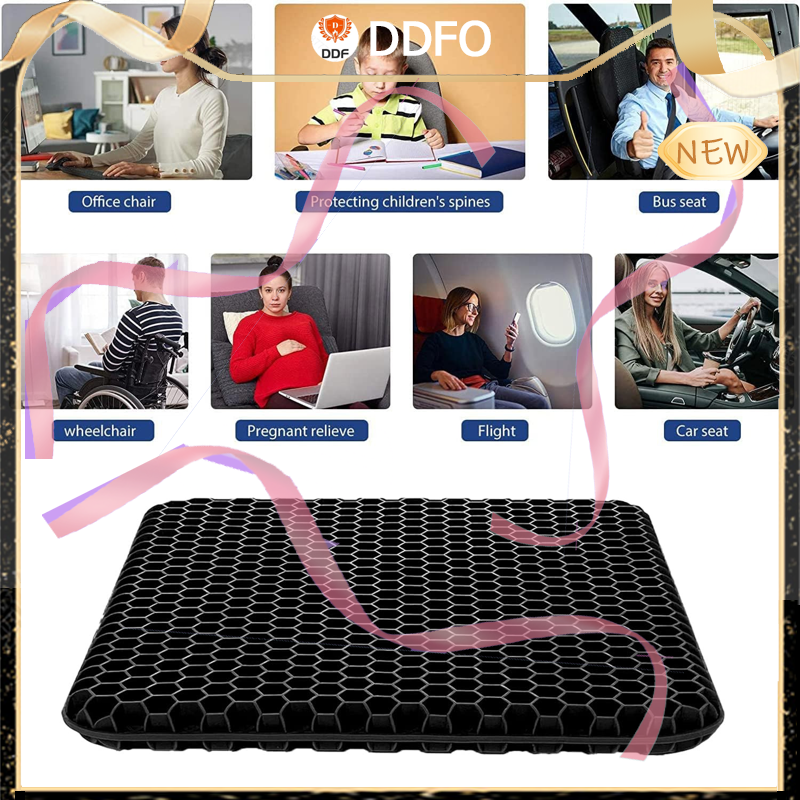 DDF
DDFO
NEW
Office chair
Protecting children's spines
Bus seat
wheelchair
Pregnant relieve
Flight
Car seat